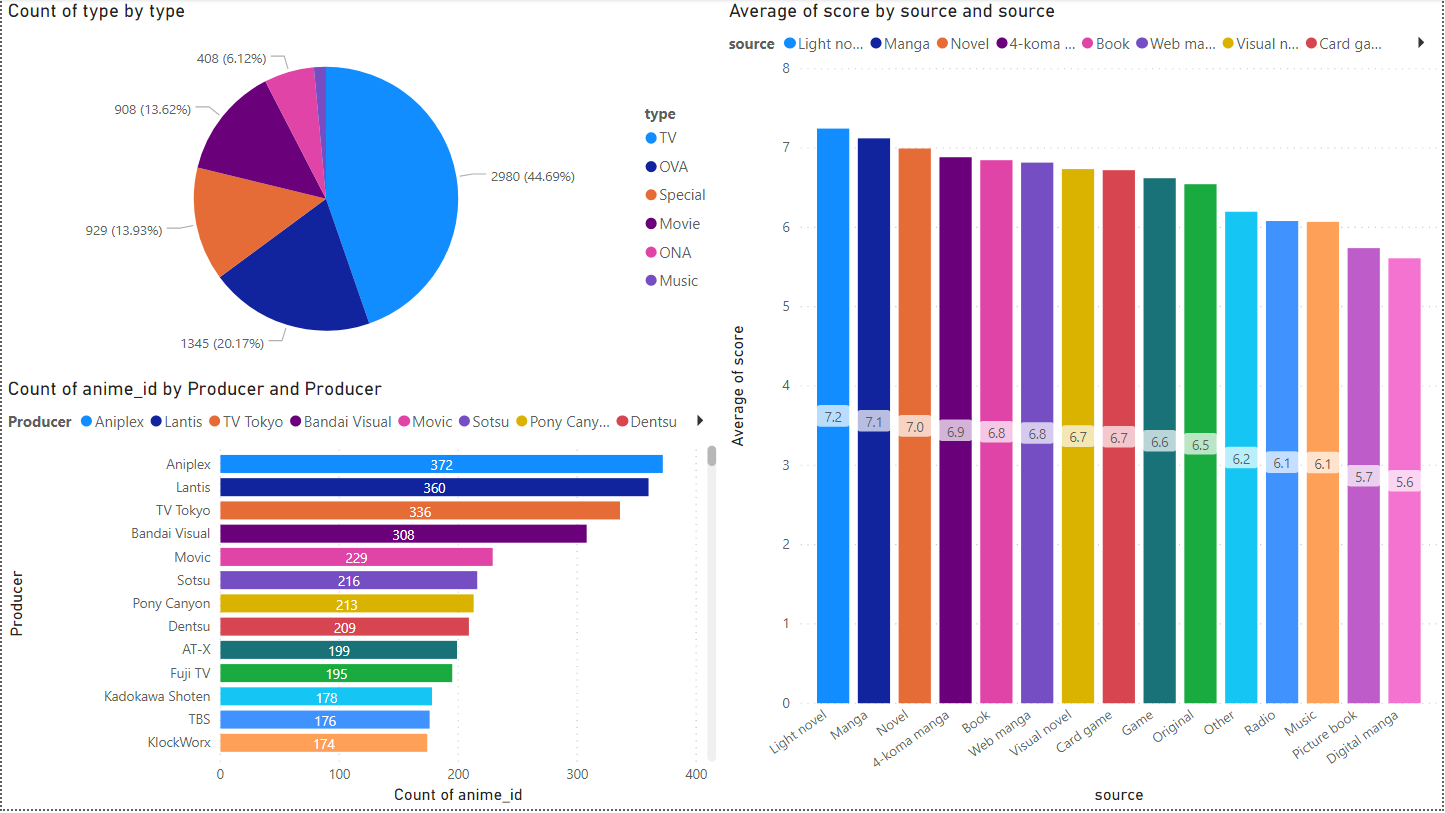 Count of type by type
408 (6.12%)
908 (13.62%)
929 (13.93%)
1345 (20.17%)
2980 (44.69%)
type
TV
OVA
Special
Movie
ONA
Music
Count of anime_id by Producer and Producer
Producer Aniplex Lantis TV Tokyo Bandai Visual Movic Sotsu Pony Cany... Dentsu
Producer
Aniplex 372
Lantis 360
TV Tokyo 336
Bandai Visual 308
Movic 229
Sotsu 216
Pony Canyon 213
Dentsu 209
AT-X 199
Fuji TV 195
Kadokawa Shoten 178
TBS 176
KlockWorx 174
0 100 200 300 400
Count of anime_id
Average of score by source and source
source Light no... Manga Novel 4-koma ... Book Web ma... Visual n... Card ga...
Average of score
8
7
6
5
4
3
2
1
0
7.2 7.1 7.0 6.9 6.8 6.8 6.7 6.7 6.6 6.5 6.2 6.1 6.1 5.7 5.6
Light novel Manga Novel 4-koma manga Book Web manga Visual novel Card game Game Original Other Radio Music Picture book Digital manga
source